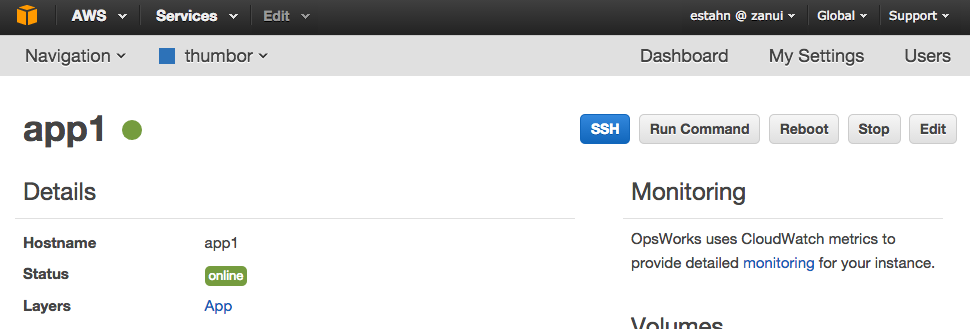 AWS Services Edit estahn @ zanui Global Support
Navigation thumbor Dashboard My Settings Users
app1 SSH Run Command Reboot Stop Edit
Details
Hostname app1
Status online
Layers App
Monitoring
OpsWorks uses CloudWatch metrics to
provide detailed monitoring for your instance.
Volumes